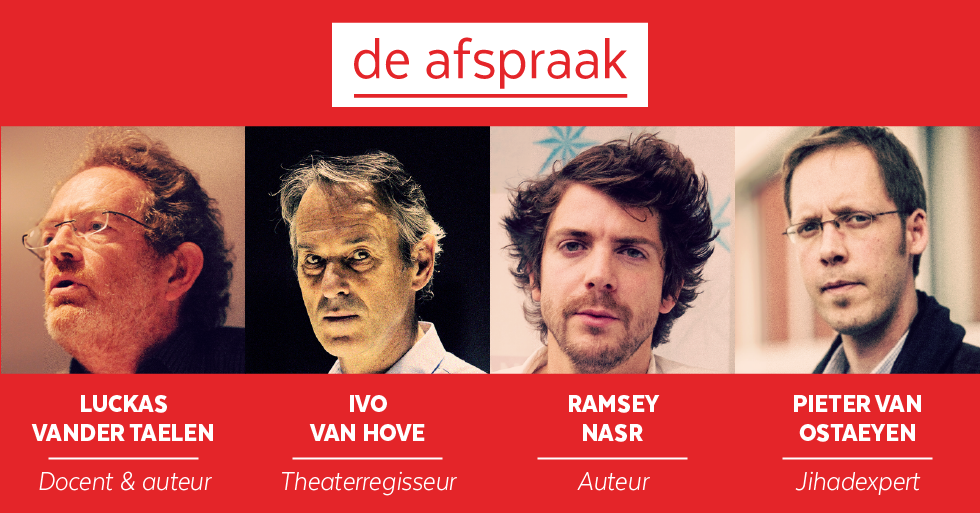 de afspraak
LUCKAS
VANDER TAELEN
Docent & auteur
IVO
VAN HOVE
Theaterregisseur
RAMSEY
NASR
Auteur
PIETER VAN
OSTAEYEN
Jihadexpert